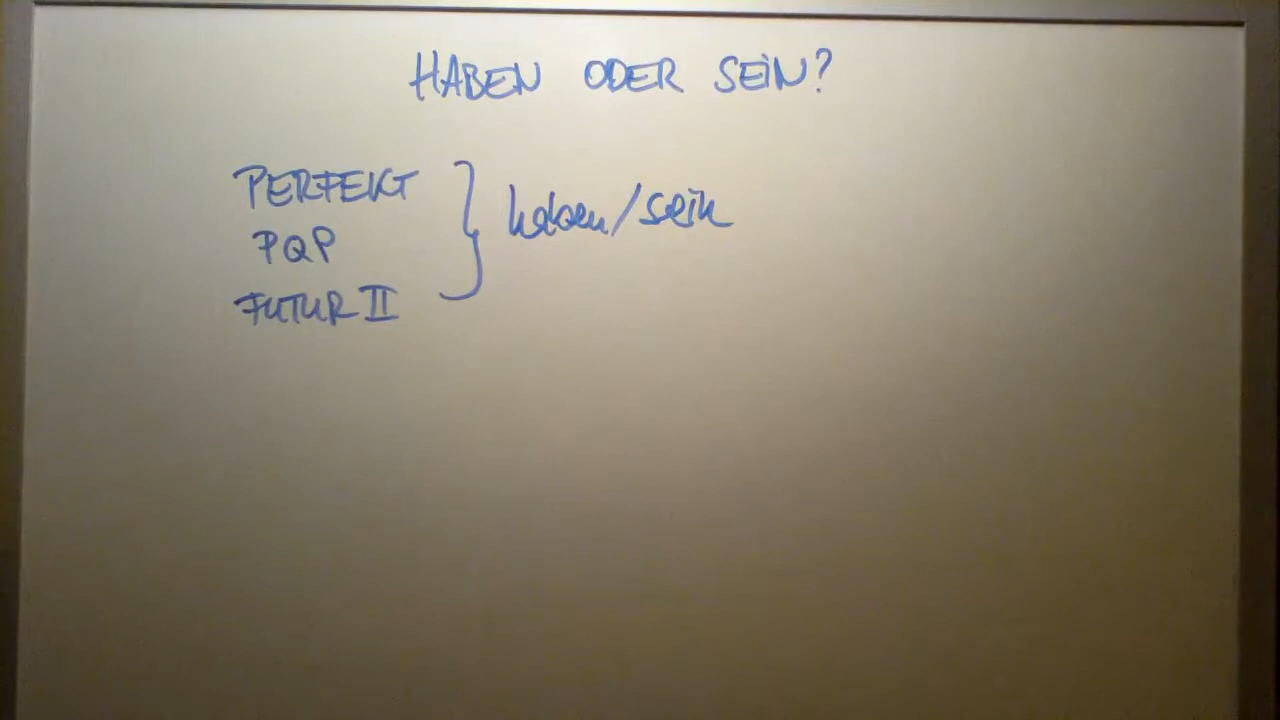 HABEN ODER SEIN?
PERFEKT
PQP
FUTUR II
haben/sein